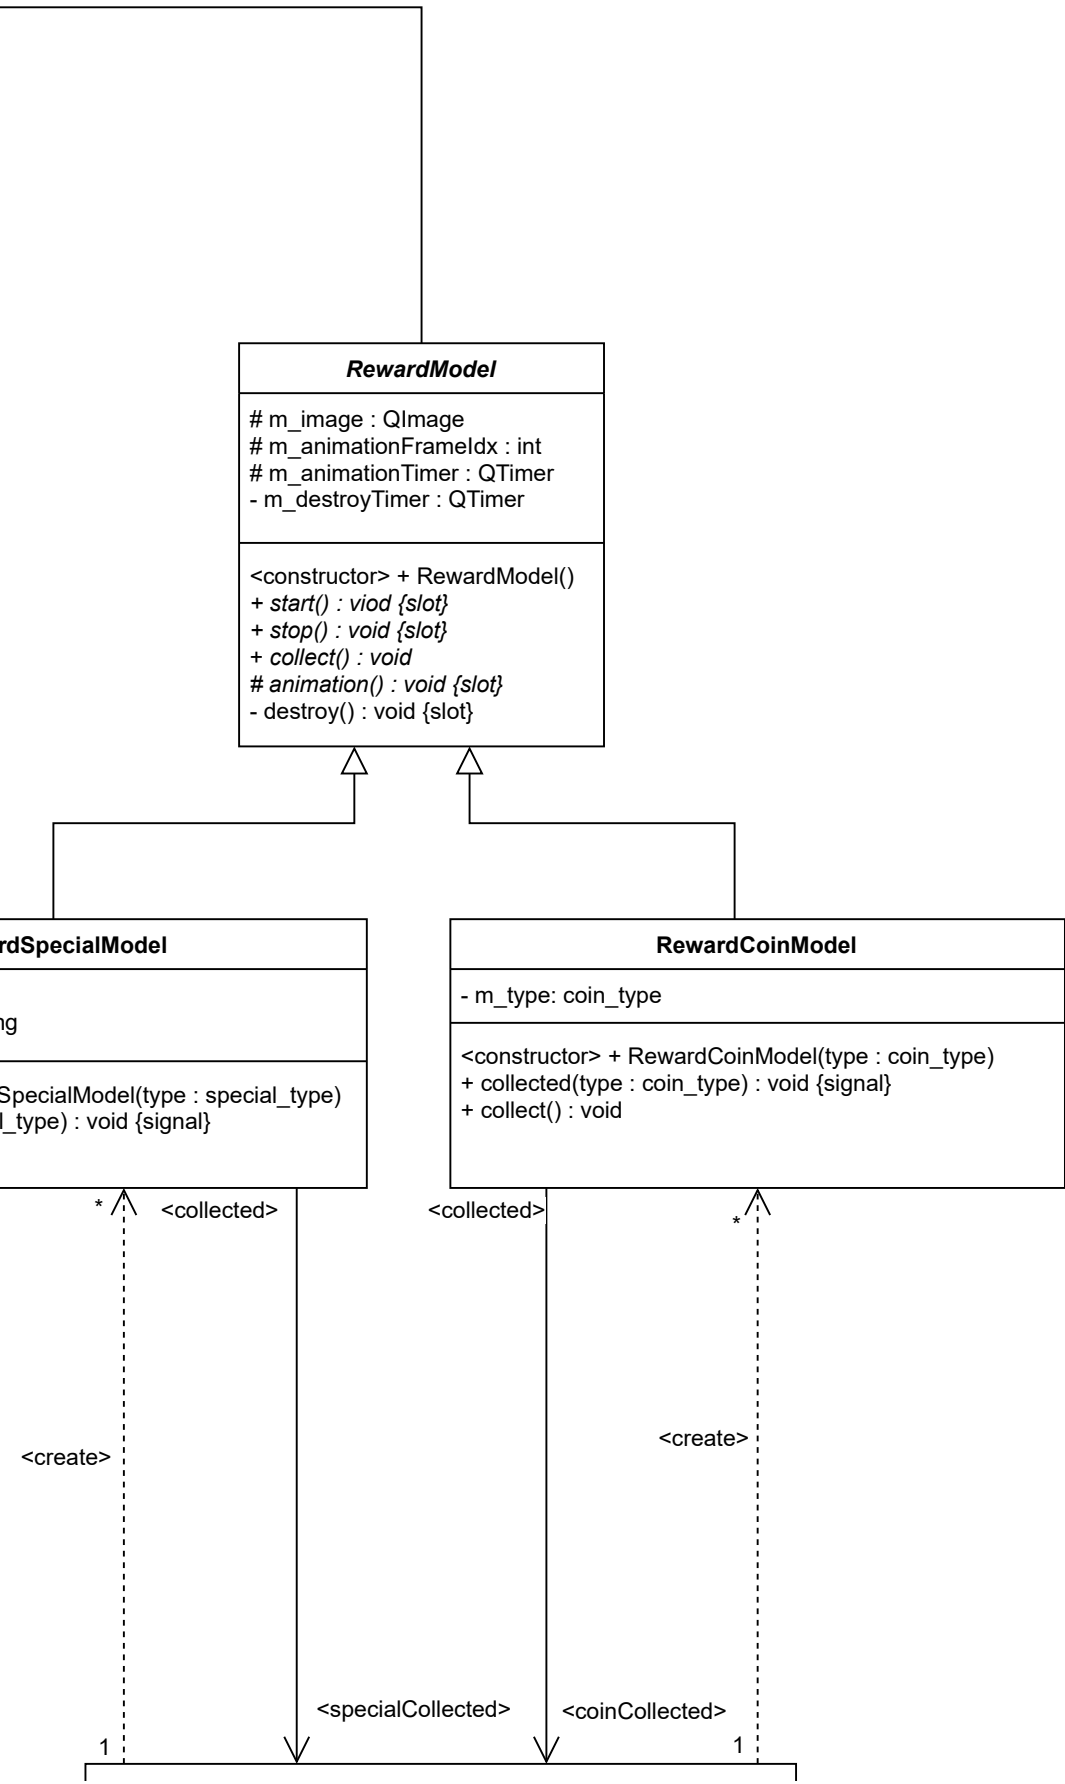 RewardModel
# m_image : QImage
# m_animationFrameIdx : int
# m_animationTimer : QTimer
- m_destroyTimer : QTimer
<constructor> + RewardModel()
+ start() : viod {slot}
+ stop() : void {slot}
+ collect() : void
# animation() : void {slot}
- destroy() : void {slot}
rdSpecialModel
ng
SpecialModel(type : special_type)
l_type) : void {signal}
RewardCoinModel
- m_type: coin_type
<constructor> + RewardCoinModel(type : coin_type)
+ collected(type : coin_type) : void {signal}
+ collect() : void
*
<collected>
<collected>
*
<create>
<create>
<specialCollected>
<coinCollected>
1
1